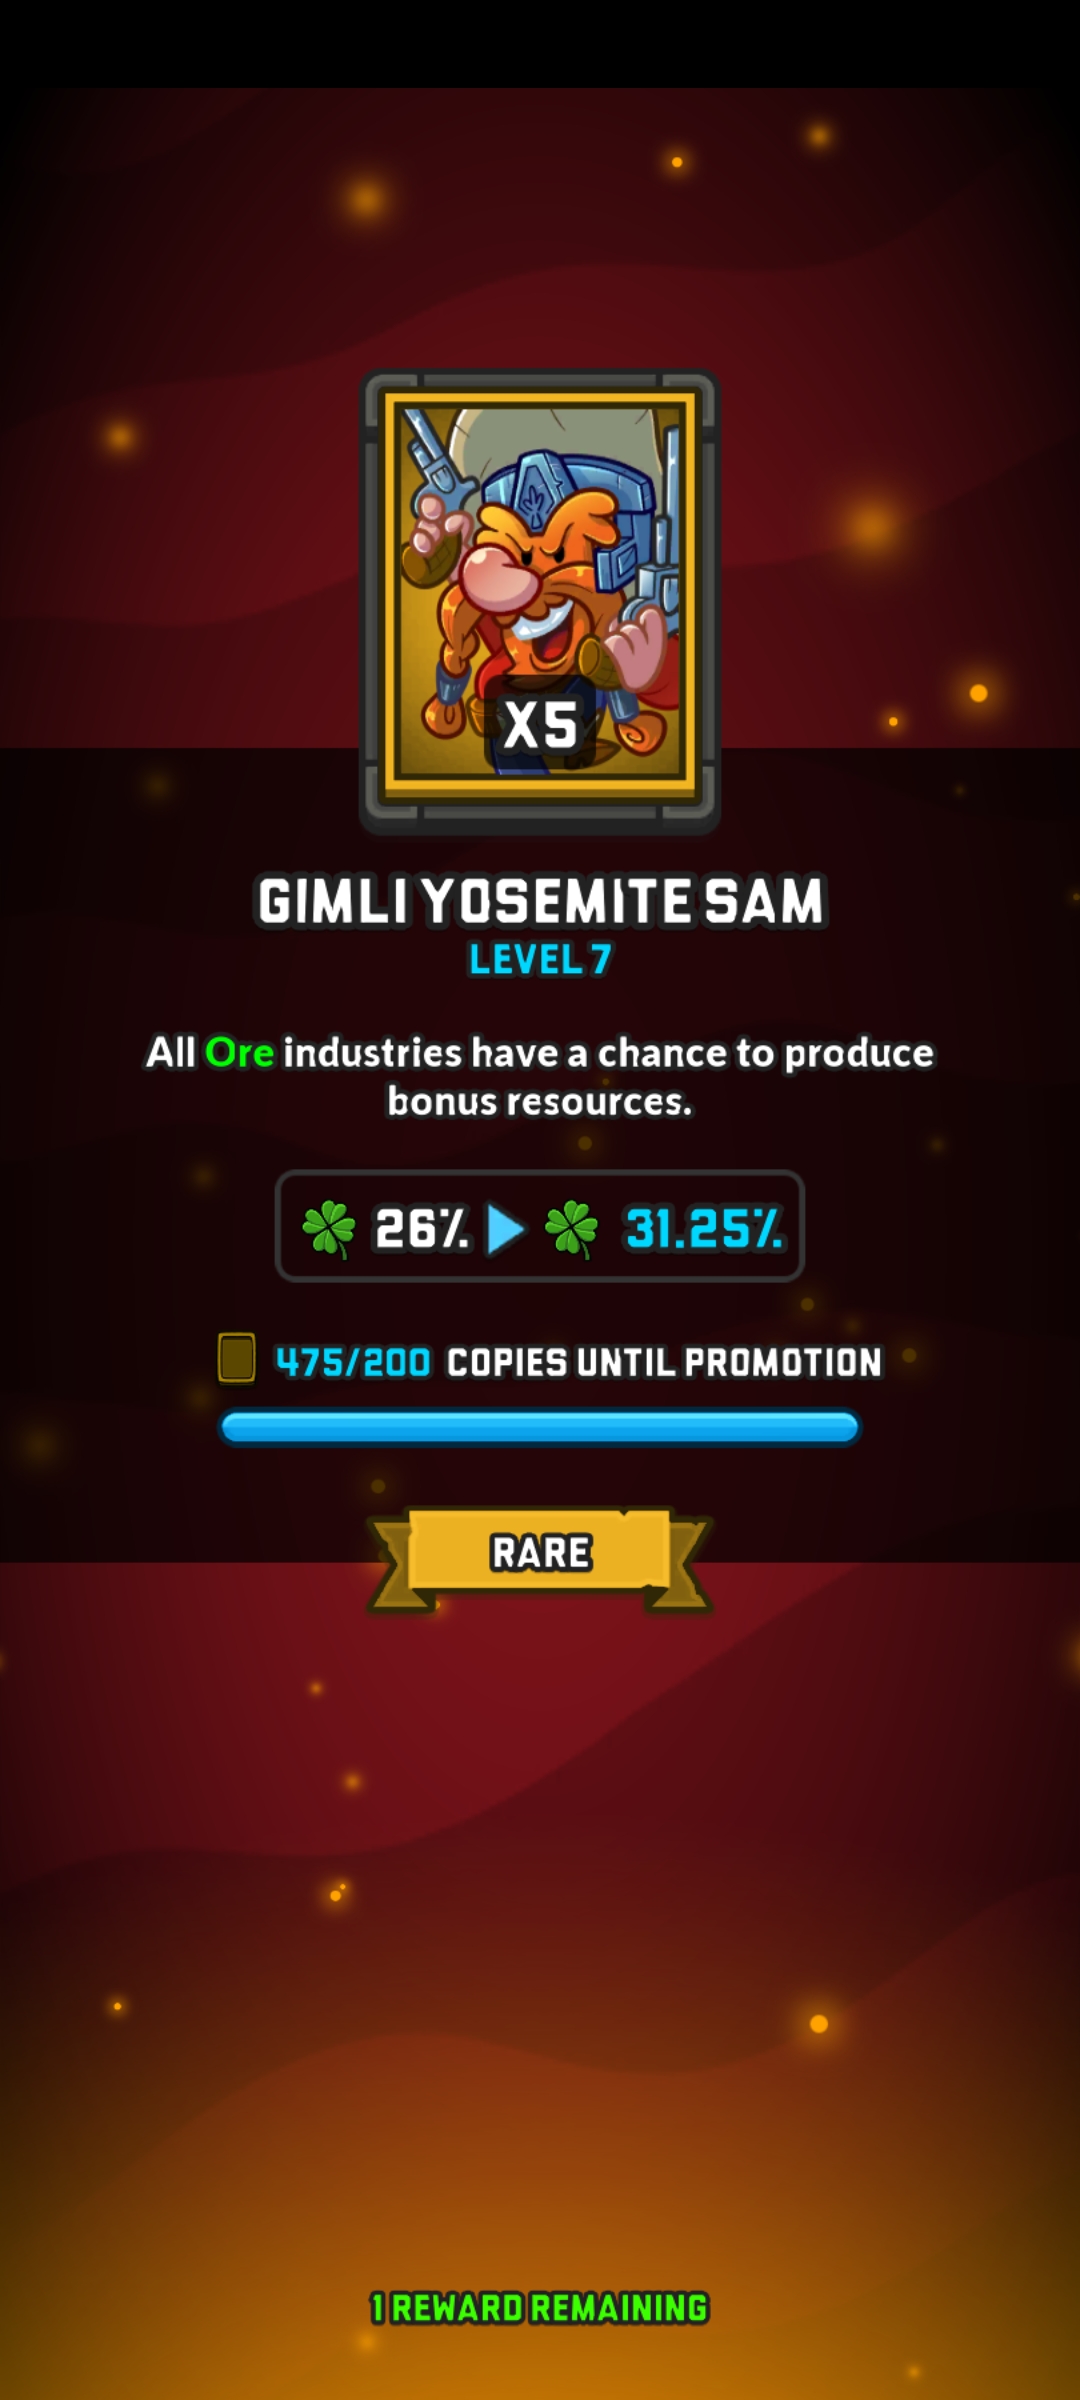 X5
GIMLI YOSEMITE SAM
LEVEL 7
All Ore industries have a chance to produce
bonus resources.
26% 31.25%
475/200 COPIES UNTIL PROMOTION
RARE
1 REWARD REMAINING